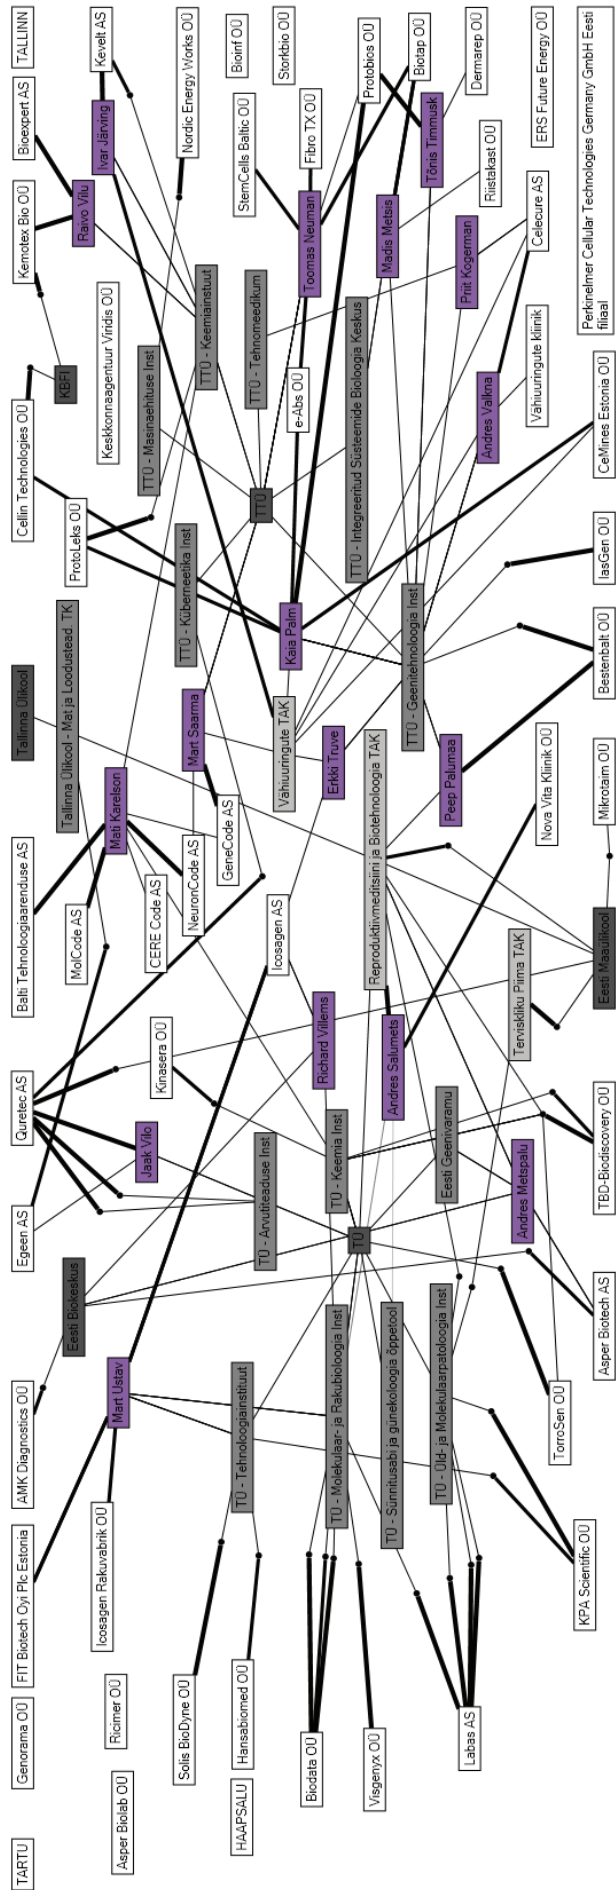 TARTU
Genorama OÜ
FIT Biotech Oyi Plc Estonia
AMK Diagnostics OÜ
Egeen AS
Quretec AS
Balti Tehnoloogiaarenduse AS
Tallinna Ülikool
Cellin Technologies OÜ
Kemotex Bio OÜ
Bioexpert AS
TALLINN
Asper Biolab OÜ
Ricimer OÜ
Icosagen Rakuvabrik OÜ
Mart Ustav
Eesti Biokeskus
Jaak Vilo
Kinasera OÜ
MolCode AS
CERE Code AS
Mati Karelson
Tallinna Ülikool - Mat ja Loodustead. TK
ProtoLeks OÜ
KBFI
Keskkonnaagentuur Viridis OÜ
Raivo Vilu
Ivar Järving
Kevelt AS
Solis BioDyne OÜ
Hansabiomed OÜ
HAAPSALU
TÜ - Tehnoloogiainstituut
TÜ - Arvutiteaduse Inst
NeuronCode AS
GeneCode AS
Mart Saarma
TTÜ - Küberneetika Inst
TTÜ - Masinaehituse Inst
TTÜ - Keemiainstuut
Nordic Energy Works OÜ
Bioinf OÜ
Storkbio OÜ
StemCells Baltic OÜ
Fibro TX OÜ
Icosagen AS
Richard Villems
TÜ - Keemia Inst
Vähiuuringute TAK
Kaia Palm
TTÜ
TTÜ - Tehnomeedikum
e-Abs OÜ
Toomas Neuman
Protobios OÜ
Biodata OÜ
TÜ - Molekulaar- ja Rakubioloogia Inst
TÜ
Erkki Truve
Reproduktiivmeditsiini ja Biotehnoloogia TAK
TTÜ - Integreeritud Süsteemide Bioloogia Keskus
Madis Metsis
Biotap OÜ
Visgenyx OÜ
TÜ - Sünnitusabi ja günekoloogia õppetool
Andres Salumets
TTÜ - Geenitehnoloogia Inst
Tõnis Timmusk
Dermarep OÜ
Labas AS
TÜ - Üld- ja Molekulaarpatoloogia Inst
Eesti Geenivaramu
Peep Palumaa
Andres Valkna
Priit Kogerman
Riistakast OÜ
Andres Metspalu
Terviskliku Piima TAK
Nova Vita Kliinik OÜ
Vähiuuringute kliinik
Celecure AS
ERS Future Energy OÜ
TorroSen OÜ
KPA Scientific OÜ
Asper Biotech AS
TBD-Biodiscovery OÜ
Eesti Maaulikool
Mikrotaim OÜ
Bestenbalt OÜ
IasGen OÜ
CeMines Estonia OÜ
Perkinelmer Cellular Technologies Germany GmbH Eesti
filiaal